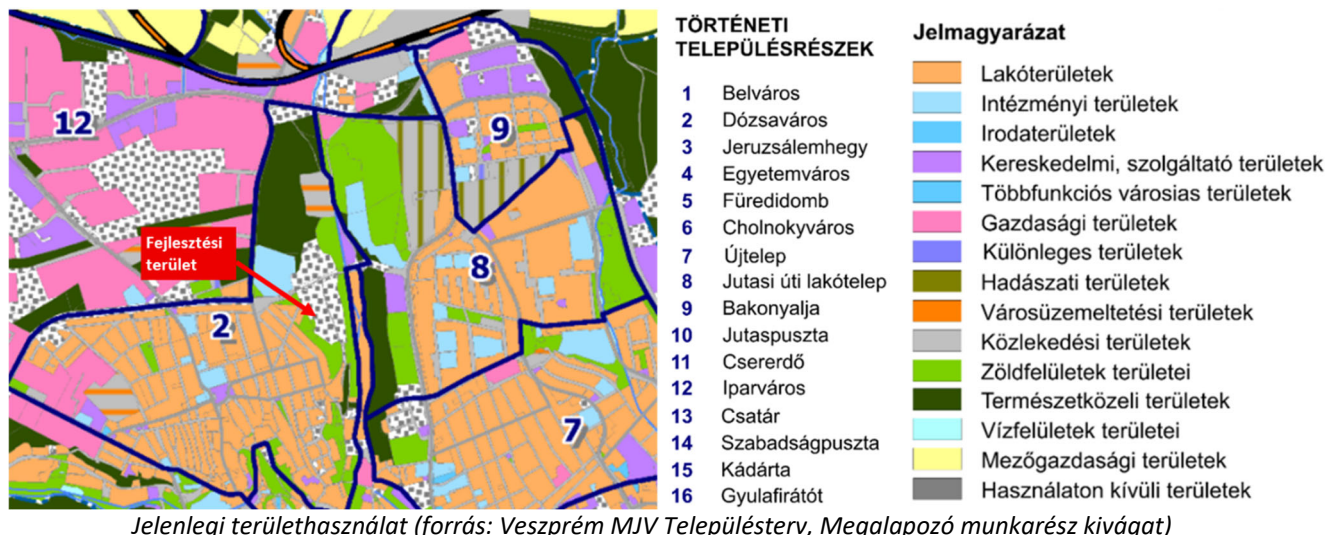 12
9
8
2
7
Fejlesztési
terület
TÖRTÉNETI
TELEPÜLÉSRÉSZEK
1 Belváros
2 Dózsaváros
3 Jeruzsálemhegy
4 Egyetemváros
5 Füredidomb
6 Cholnokyváros
7 Újtelep
8 Jutasi úti lakótelep
9 Bakonyalja
10 Jutaspuszta
11 Csererdő
12 Iparváros
13 Csatár
14 Szabadságpuszta
15 Kádárta
16 Gyulafirátót
Jelmagyarázat
Lakóterületek
Intézményi területek
Irodaterületek
Kereskedelmi, szolgáltató területek
Többfunkciós városias területek
Gazdasági területek
Különleges területek
Hadászati területek
Városüzemeltetési területek
Közlekedési területek
Zöldfelületek területei
Természetközeli területek
Vízfelületek területei
Mezőgazdasági területek
Használaton kívüli területek
Jelenlegi területhasználat (forrás: Veszprém MJV Településterv, Megalapozó munkarész kivágat)